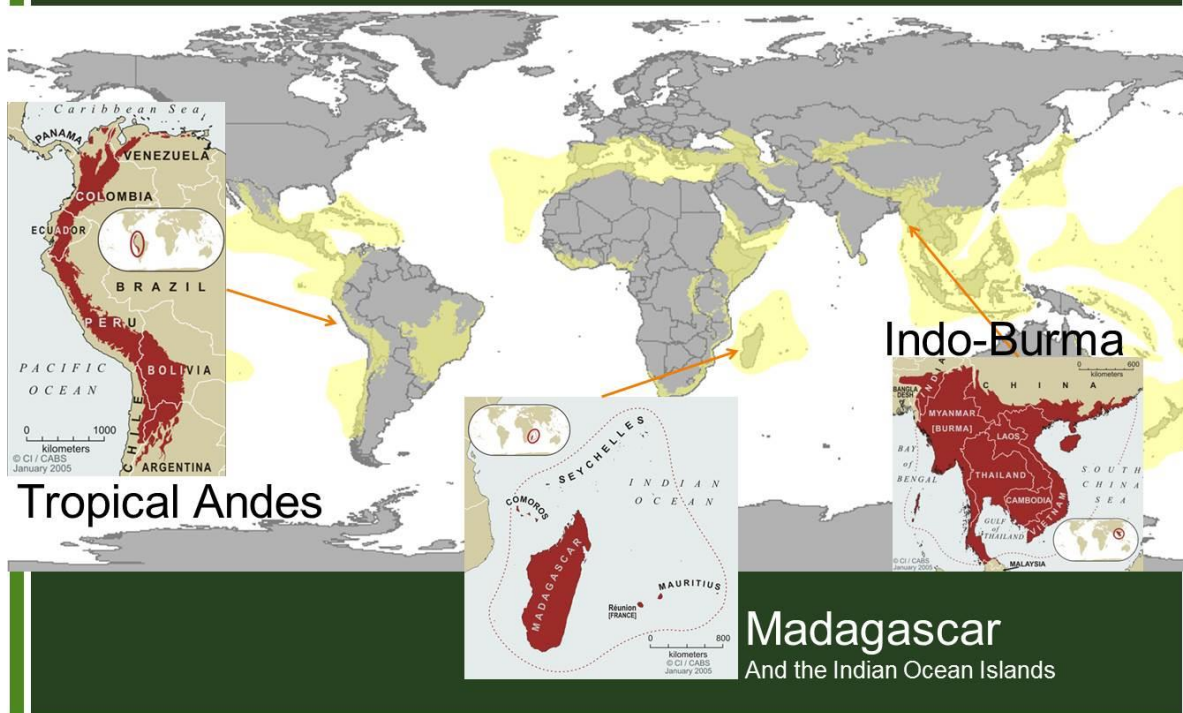 Caribbean Sea
PANAMA
VENEZUELA
COLOMBIA
ECUADOR
BRAZIL
PERU
BOLIVIA
PACIFIC
OCEAN
CHILE
0 1000
kilometers
© CI / CABS
January 2005
ARGENTINA
Tropical Andes
SEYCHELLES
COMOROS
INDIAN
OCEAN
MADAGASCAR
MAURITIUS
Réunion
[FRANCE]
0 800
kilometers
© CI / CABS
January 2005
Indo-Burma
0 600
kilometers
INDIA
CHINA
BANGLA
DESH
MYANMAR
[BURMA]
LAOS
BAY
of
BENGAL
THAILAND
SOUTH
CHINA
SEA
CAMBODIA
VIETNAM
GULF
of
THAILAND
© CI / CABS
January 2005
MALAYSIA
Madagascar
And the Indian Ocean Islands